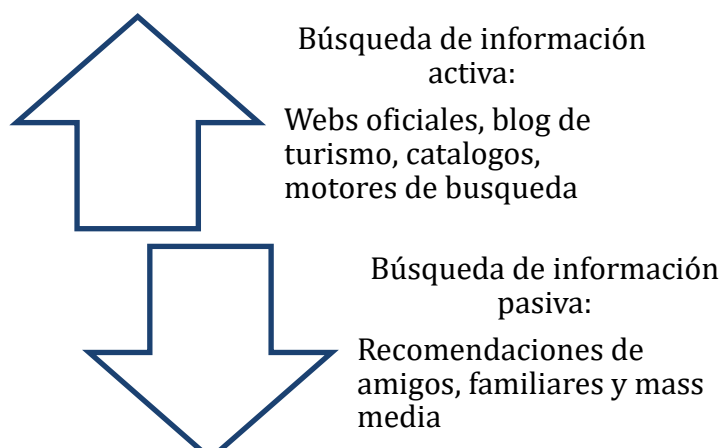 Búsqueda de información
activa:
Webs oficiales, blog de
turismo, catalogos,
motores de busqueda
Búsqueda de información
pasiva:
Recomendaciones de
amigos, familiares y mass
media